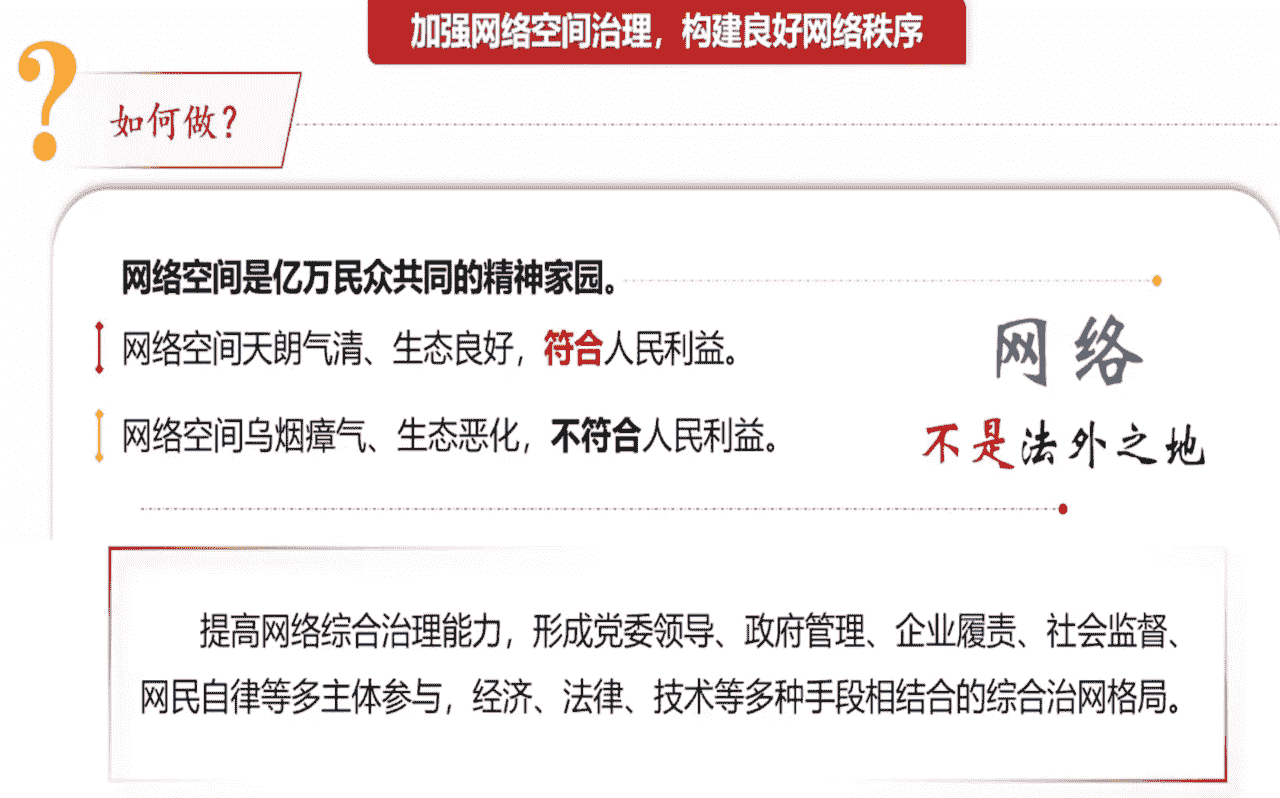 加强网络空间治理，构建良好网络秩序
?
如何做？
网络空间是亿万民众共同的精神家园。
网络空间天朗气清、生态良好，符合人民利益。
网络空间乌烟瘴气、生态恶化，不符合人民利益。
网络
不是法外之地
提高网络综合治理能力，形成党委领导、政府管理、企业履责、社会监督、
网民自律等多主体参与，经济、法律、技术等多种手段相结合的综合治网格局。